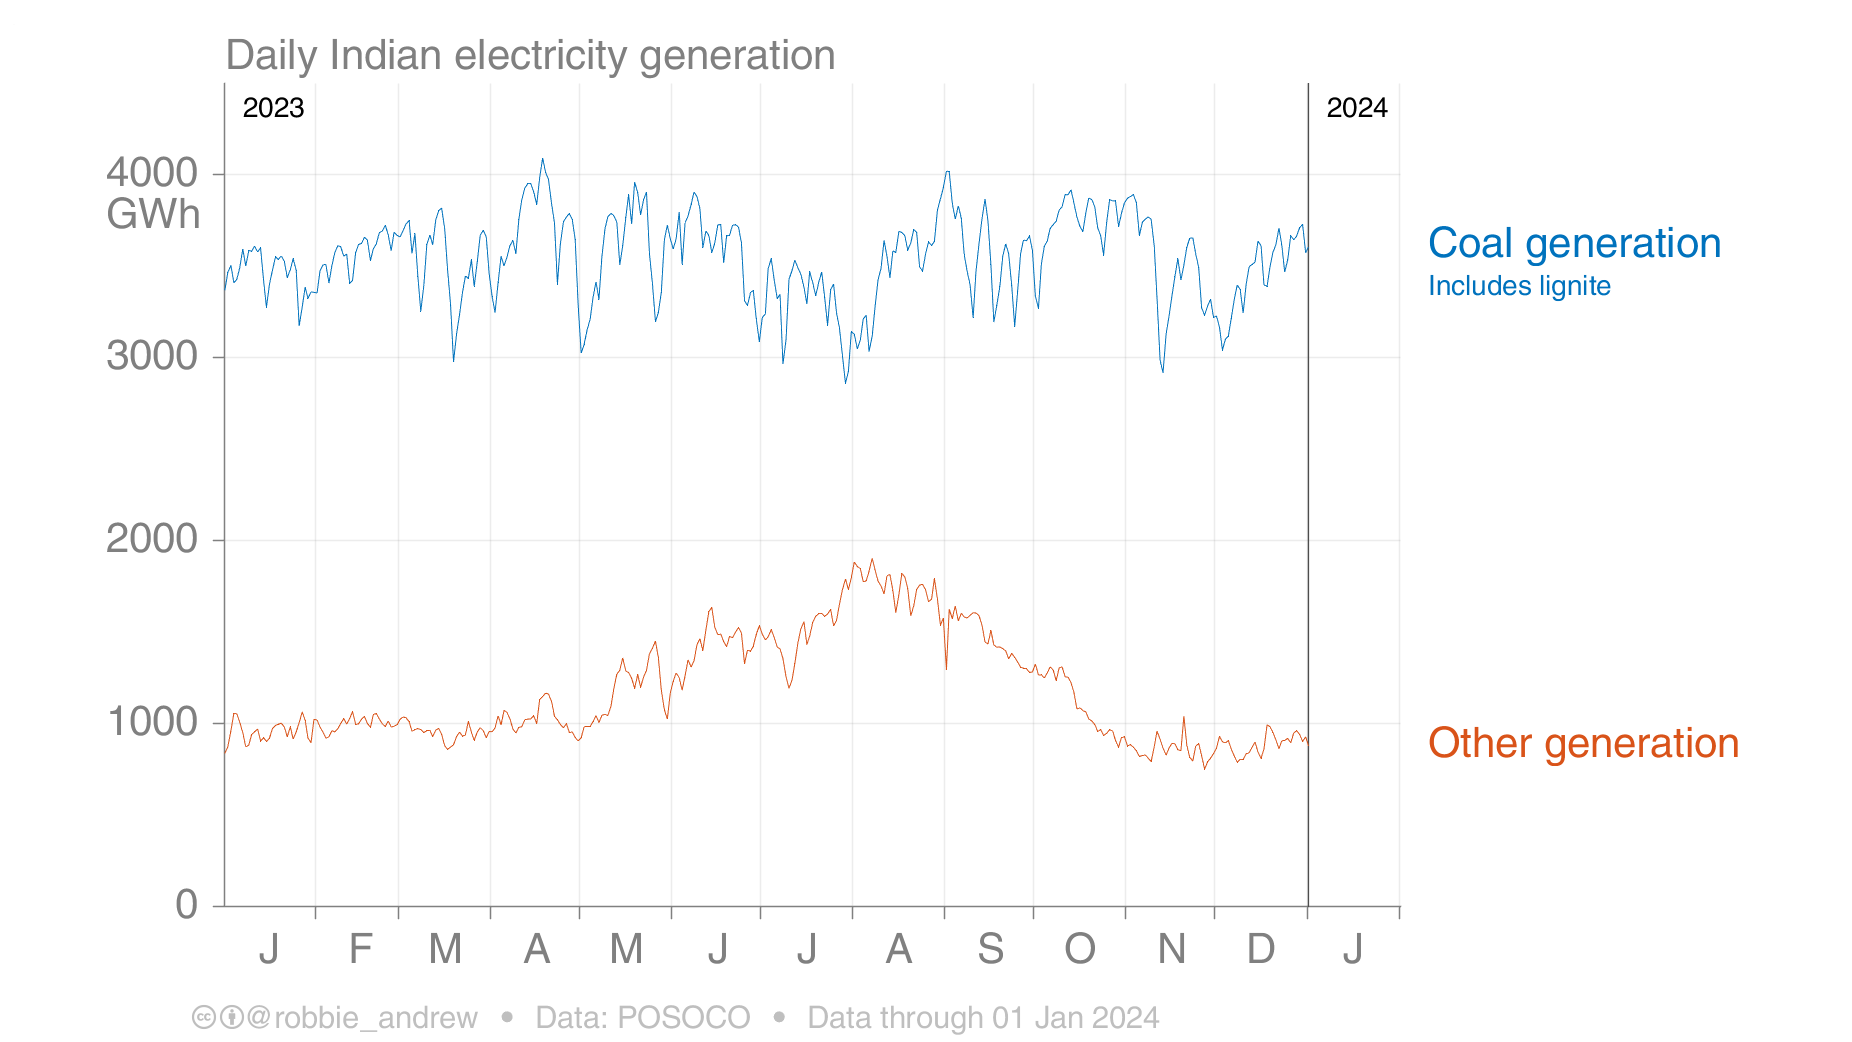 Daily Indian electricity generation
2023
2024
4000
GWh
3000
2000
1000
0
Coal generation
Includes lignite
Other generation
J F M A M J J A S O N D J
@robbie_andrew • Data: POSOCO • Data through 01 Jan 2024